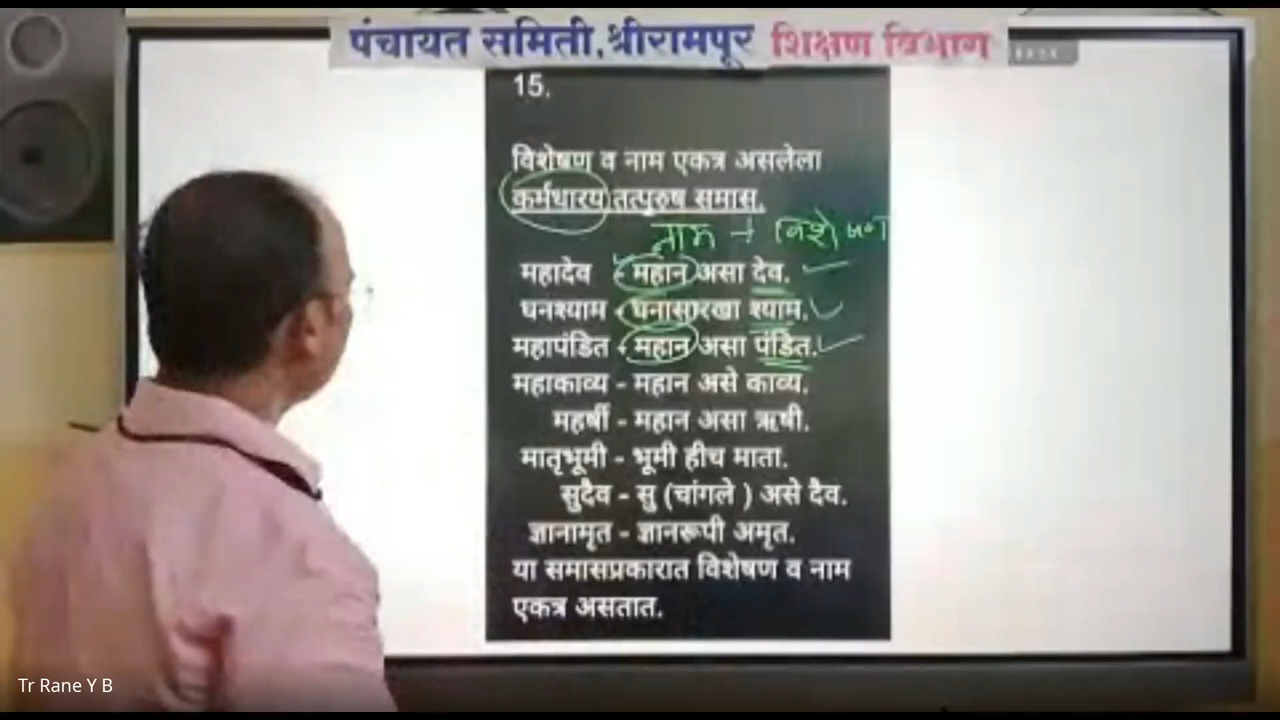 पंचायत समिती.श्रीरामपूर शिक्षण विभाग
15.
विशेषण व नाम एकत्र असलेला
कर्मधारय तत्पुरुष समास.
नाम + विशेषण
महादेव - महान असा देव.
घनश्याम - घनासारखा श्याम.
महापंडित - महान असा पंडित.
महाकाव्य - महान असे काव्य.
महर्षी - महान असा ऋषी.
मातृभूमी - भूमी हीच माता.
सुदैव - सु (चांगले ) असे दैव.
ज्ञानामृत - ज्ञानरूपी अमृत.
या समासप्रकारात विशेषण व नाम
एकत्र असतात.
Tr Rane Y B